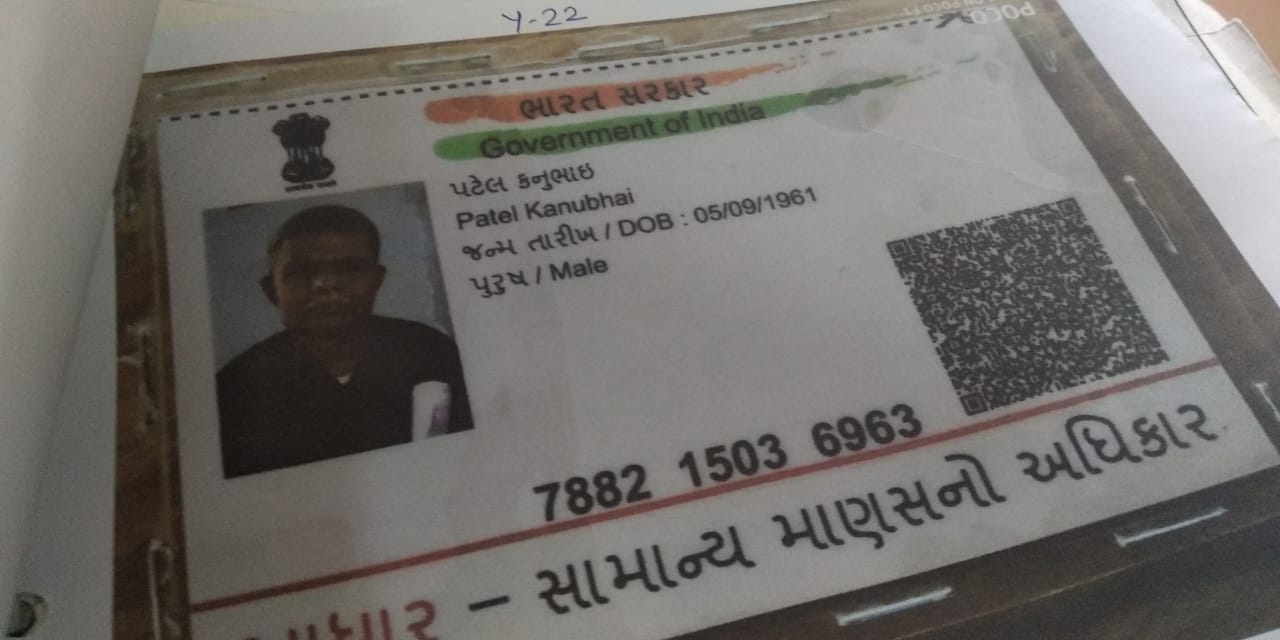 Y-22
POCO
ભારત સરકાર
Government of India
પટેલ કનુભાઇ
Patel Kanubhai
જન્મ તારીખ / DOB : 05/09/1961
પુરુષ / Male
7882 1503 6963
આધાર – સામાન્ય માણસનો અધિકાર